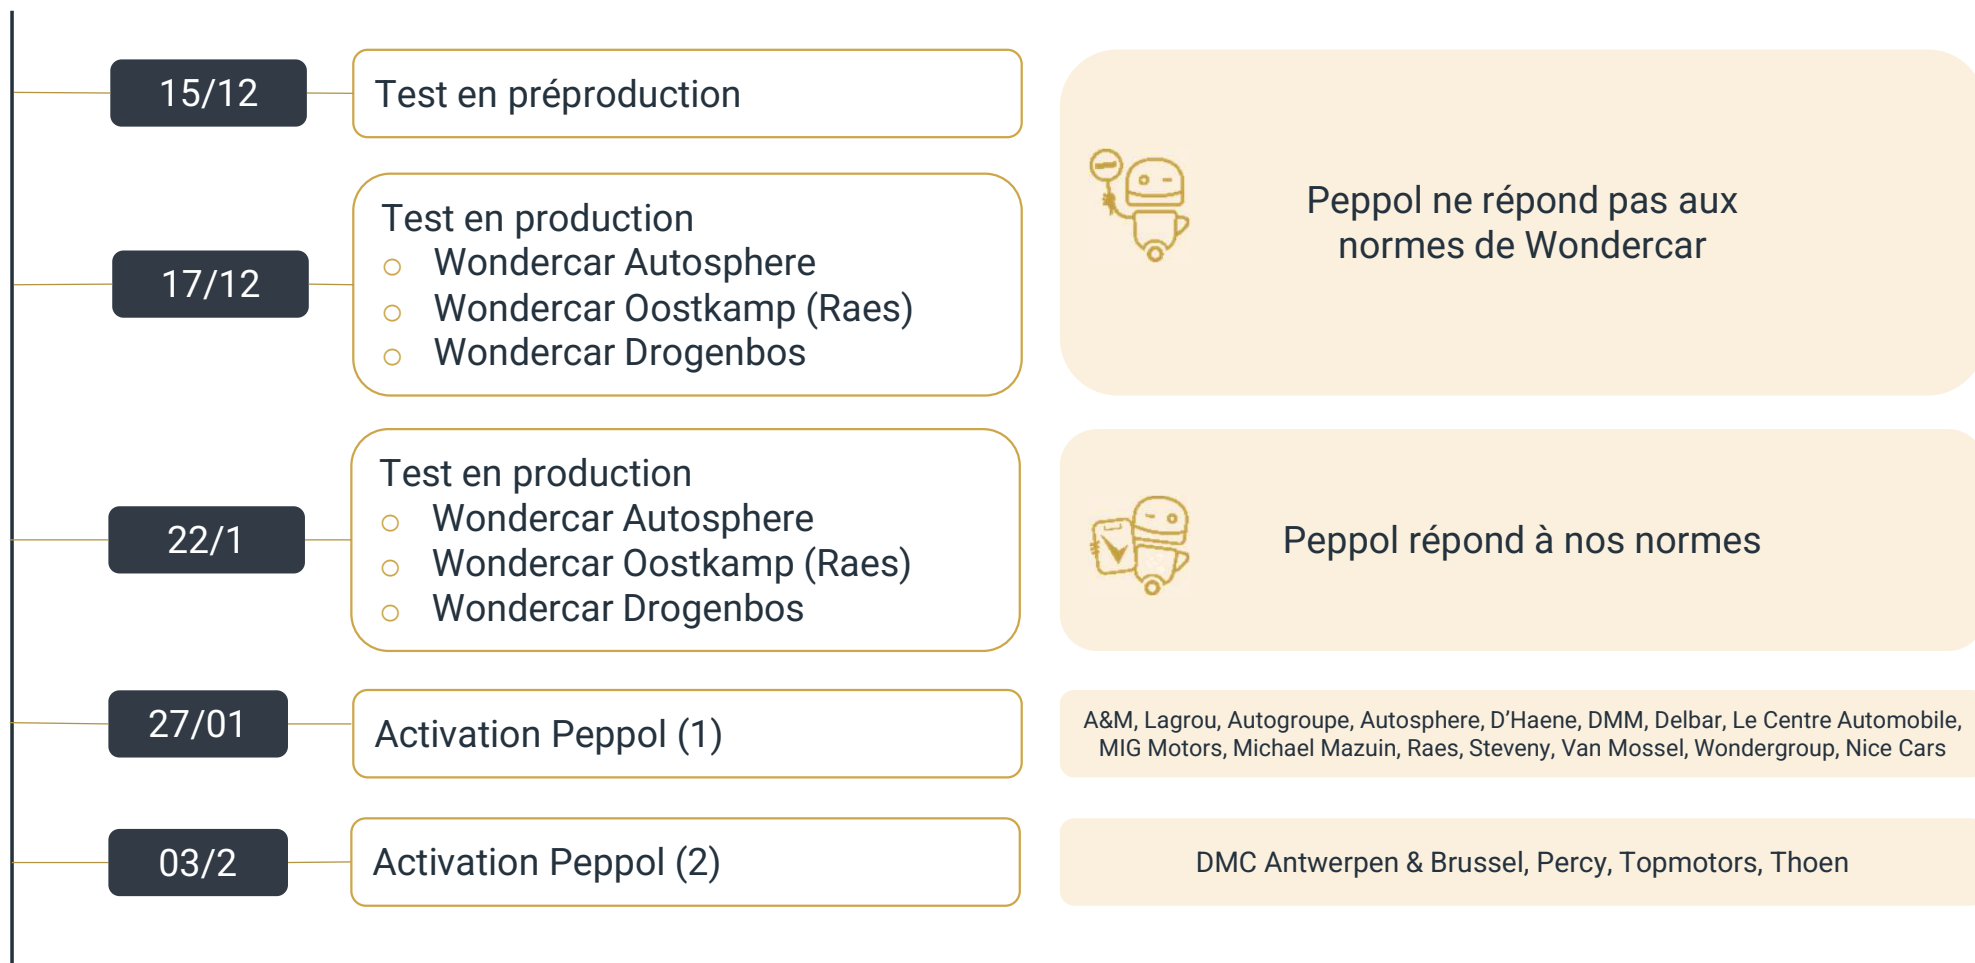 15/12
Test en préproduction
17/12
Test en production
Wondercar Autosphere
Wondercar Oostkamp (Raes)
Wondercar Drogenbos
Peppol ne répond pas aux
normes de Wondercar
22/1
Test en production
Wondercar Autosphere
Wondercar Oostkamp (Raes)
Wondercar Drogenbos
Peppol répond à nos normes
27/01
Activation Peppol (1)
A&M, Lagrou, Autogroupe, Autosphere, D’Haene, DMM, Delbar, Le Centre Automobile,
MIG Motors, Michael Mazuin, Raes, Steveny, Van Mossel, Wondergroup, Nice Cars
03/2
Activation Peppol (2)
DMC Antwerpen & Brussel, Percy, Topmotors, Thoen